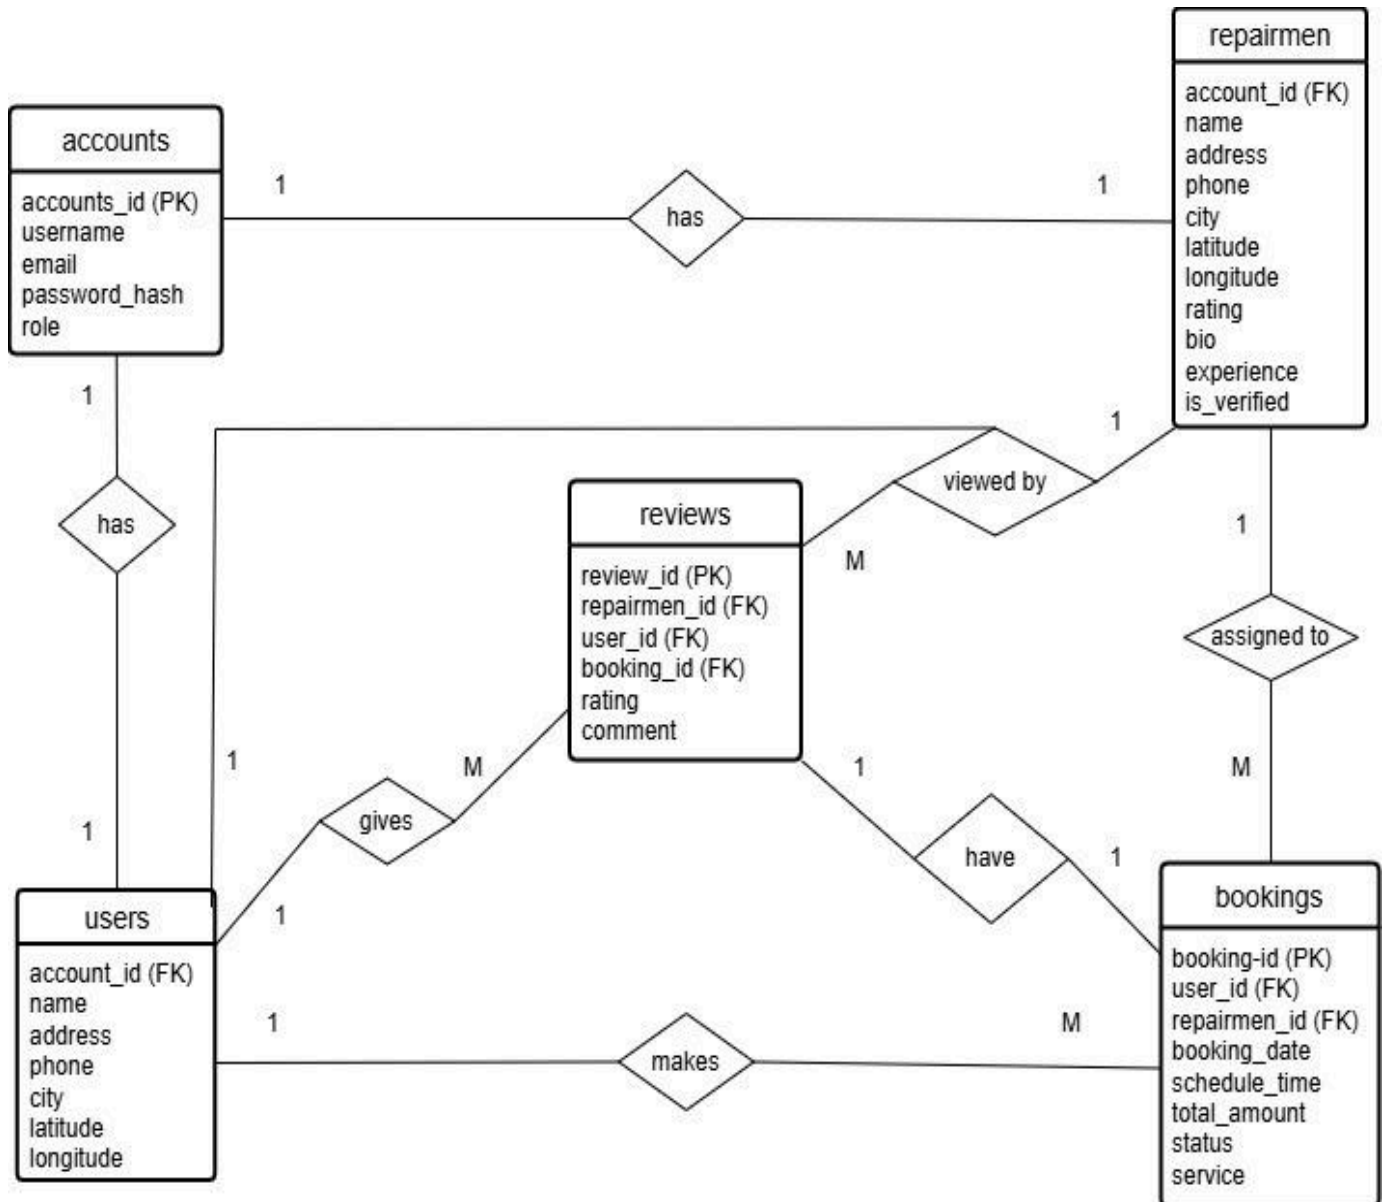 repairmen
account_id (FK)
name
address
phone
city
latitude
longitude
rating
bio
experience
is_verified
accounts
accounts_id (PK)
username
email
password_hash
role
1
has
1
1
has
1
viewed by
1
M
1
reviews
review_id (PK)
repairmen_id (FK)
user_id (FK)
booking_id (FK)
rating
comment
1
assigned to
M
M
gives
1
1
have
1
users
account_id (FK)
name
address
phone
city
latitude
longitude
1
makes
M
bookings
booking-id (PK)
user_id (FK)
repairmen_id (FK)
booking_date
schedule_time
total_amount
status
service